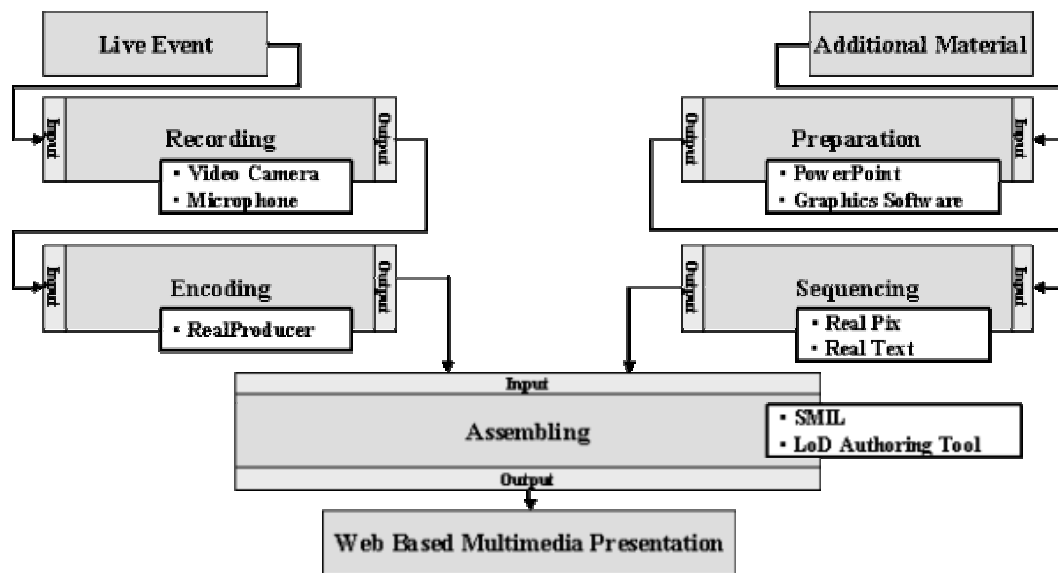 Live Event
Additional Material
Input
Recording
Output
Output
Preparation
Input
▪ Video Camera
▪ Microphone
▪ PowerPoint
▪ Graphics Software
Input
Encoding
Output
Output
Sequencing
Input
▪ RealProducer
▪ Real Pix
▪ Real Text
Input
Assembling
▪ SMIL
▪ LoD Authoring Tool
Output
Web Based Multimedia Presentation